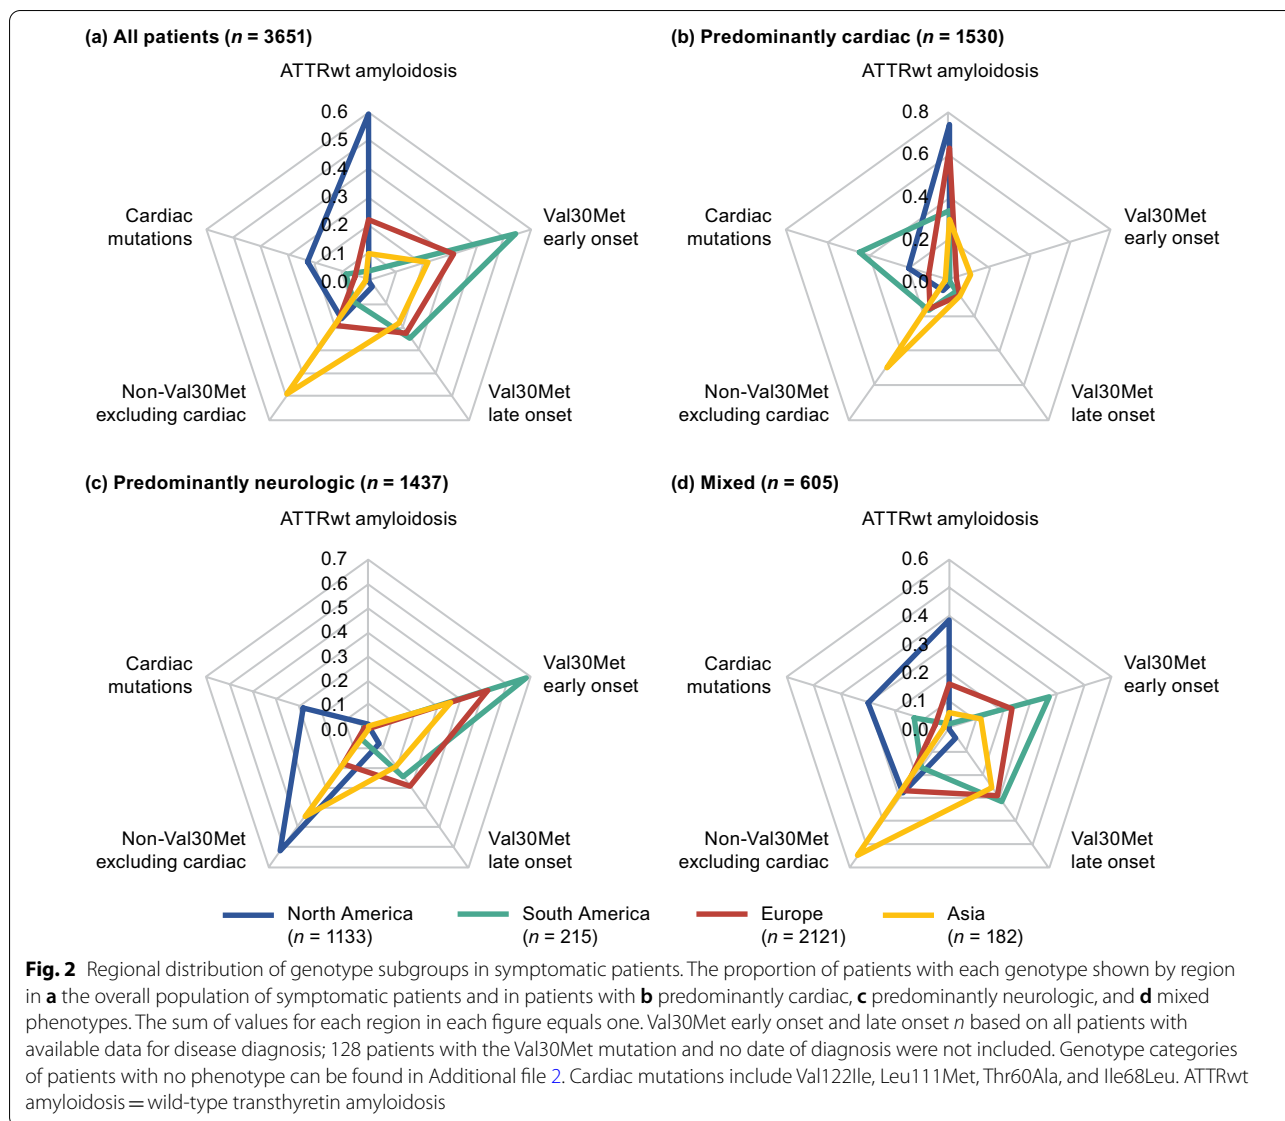 (a) All patients (n = 3651)
ATTRwt amyloidosis
0.6
0.5
0.4
0.3
0.2
0.1
0.0
Cardiac
mutations
Val30Met
early onset
Non-Val30Met
excluding cardiac
Val30Met
late onset
(b) Predominantly cardiac (n = 1530)
ATTRwt amyloidosis
0.8
0.6
0.4
0.2
0.0
Cardiac
mutations
Val30Met
early onset
Non-Val30Met
excluding cardiac
Val30Met
late onset
(c) Predominantly neurologic (n = 1437)
ATTRwt amyloidosis
0.7
0.6
0.5
0.4
0.3
0.2
0.1
0.0
Cardiac
mutations
Val30Met
early onset
Non-Val30Met
excluding cardiac
Val30Met
late onset
(d) Mixed (n = 605)
ATTRwt amyloidosis
0.6
0.5
0.4
0.3
0.2
0.1
0.0
Cardiac
mutations
Val30Met
early onset
Non-Val30Met
excluding cardiac
Val30Met
late onset
North America
(n = 1133)
South America
(n = 215)
Europe
(n = 2121)
Asia
(n = 182)
Fig. 2 Regional distribution of genotype subgroups in symptomatic patients. The proportion of patients with each genotype shown by region
in a the overall population of symptomatic patients and in patients with b predominantly cardiac, c predominantly neurologic, and d mixed
phenotypes. The sum of values for each region in each figure equals one. Val30Met early onset and late onset n based on all patients with
available data for disease diagnosis; 128 patients with the Val30Met mutation and no date of diagnosis were not included. Genotype categories
of patients with no phenotype can be found in Additional file 2. Cardiac mutations include Val122Ile, Leu111Met, Thr60Ala, and Ile68Leu. ATTRwt
amyloidosis = wild-type transthyretin amyloidosis